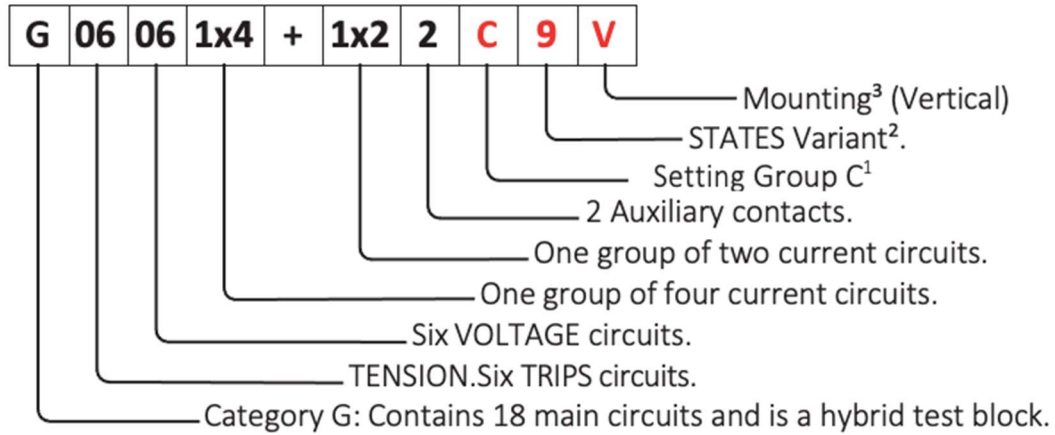 G 06 06 1x4 + 1x2 2 C 9 V
Mounting³ (Vertical)
STATES Variant².
Setting Group C¹
2 Auxiliary contacts.
One group of two current circuits.
One group of four current circuits.
Six VOLTAGE circuits.
TENSION.Six TRIPS circuits.
Category G: Contains 18 main circuits and is a hybrid test block.